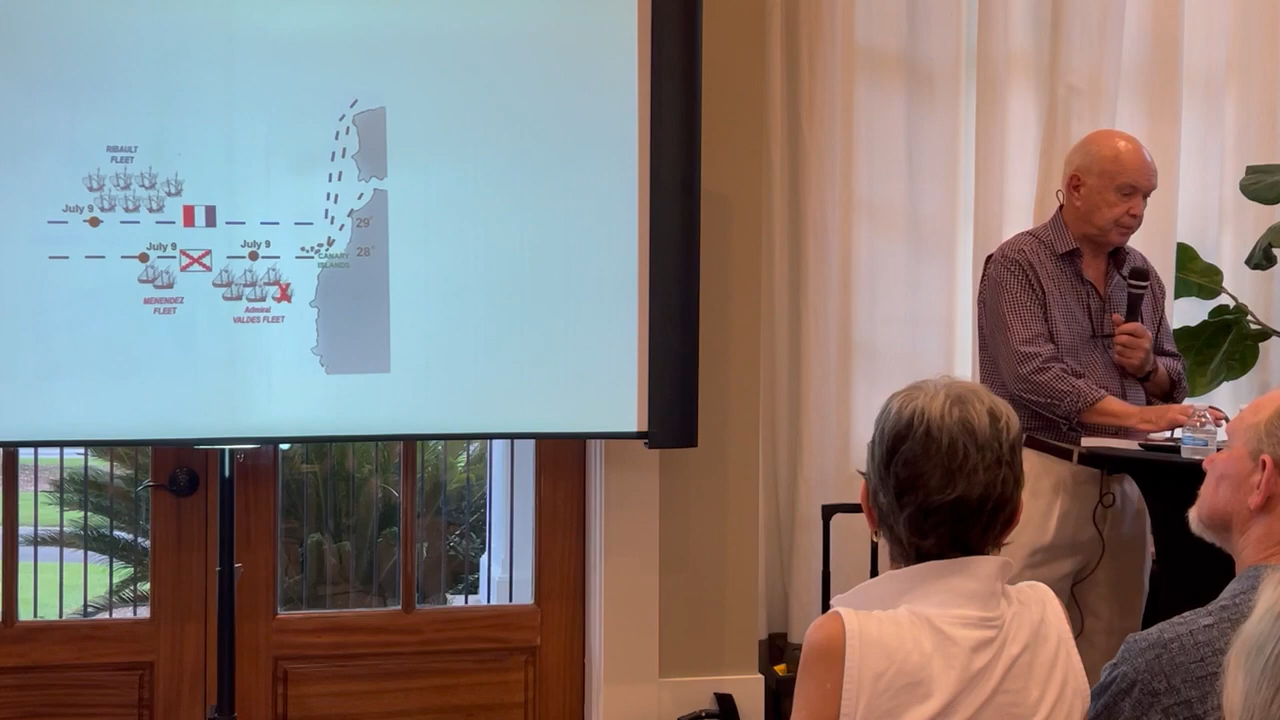 RIBAULT
FLEET
July 9
29°
July 9
July 9
28°
CANARY
ISLANDS
MENENDEZ
FLEET
Admiral
VALDES FLEET